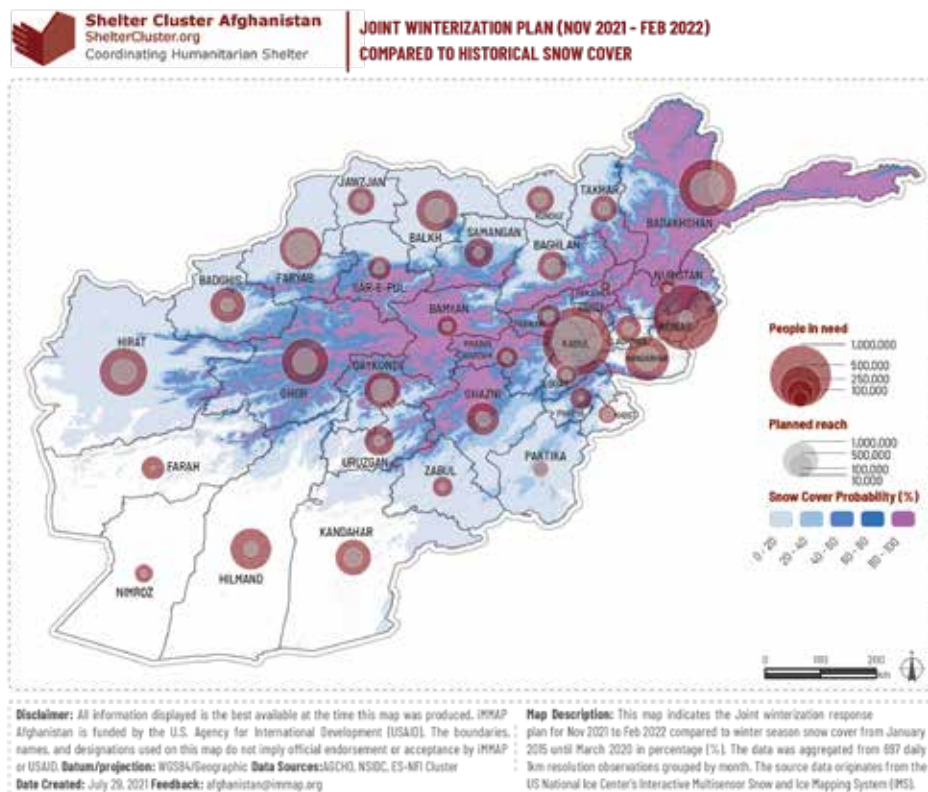 Shelter Cluster Afghanistan
ShelterCluster.org
Coordinating Humanitarian Shelter
JOINT WINTERIZATION PLAN (NOV 2021 - FEB 2022)
COMPARED TO HISTORICAL SNOW COVER
JAWZJAN
BALKH
KUNDUZ
TAKHAR
BADAKHSHAN
SAMANGAN
BAGHLAN
FARYAB
SAR-E-PUL
BADGHIS
NURISTAN
BAMYAN
HIRAT
KABUL
KUNAR
GHOR
DAYKUNDI
GHAZNI
LOGAR
KHOST
URUZGAN
FARAH
ZABUL
PAKTIKA
KANDAHAR
HILMAND
NIMROZ
People in need
1,000,000
500,000
250,000
100,000
Planned reach
1,000,000
500,000
100,000
10,000
Snow Cover Probability (%)
0 - 20
20 - 40
40 - 60
60 - 80
80 - 100
0
200
km
Disclaimer: All information displayed is the best available at the time this map was produced. iMMAP
Afghanistan is funded by the U.S. Agency for International Development (USAID). The boundaries,
names, and designations used on this map do not imply official endorsement or acceptance by iMMAP
or USAID. Datum/projection: WGS84/Geographic Data Sources:AGCHO, NSIDC, ES-NFI Cluster
Date Created: July 29, 2021 Feedback: afghanistan@immap.org
Map Description: This map indicates the Joint winterization response
plan for Nov 2021 to Feb 2022 compared to winter season snow cover from January
2015 until March 2020 in percentage (%). The data was aggregated from 697 daily
1km resolution observations grouped by month. The source data originates from the
US National Ice Center's Interactive Multisensor Snow and Ice Mapping System (IMS).